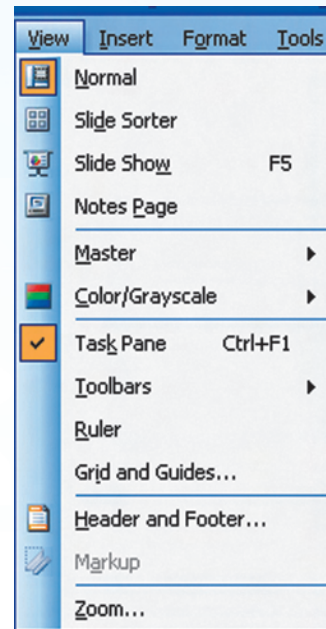 View Insert Format Tools
Normal
Slide Sorter
Slide Show F5
Notes Page
Master
Color/Grayscale
Task Pane Ctrl+F1
Toolbars
Ruler
Grid and Guides...
Header and Footer...
Markup
Zoom...